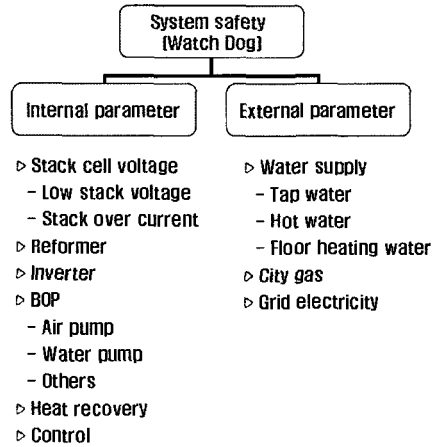 System safety
(Watch Dog)
Internal parameter
▷ Stack cell voltage
– Low stack voltage
– Stack over current
▷ Reformer
▷ Inverter
▷ BOP
– Air pump
– Water pump
– Others
▷ Heat recovery
▷ Control
External parameter
▷ Water supply
– Tap water
– Hot water
– Floor heating water
▷ City gas
▷ Grid electricity